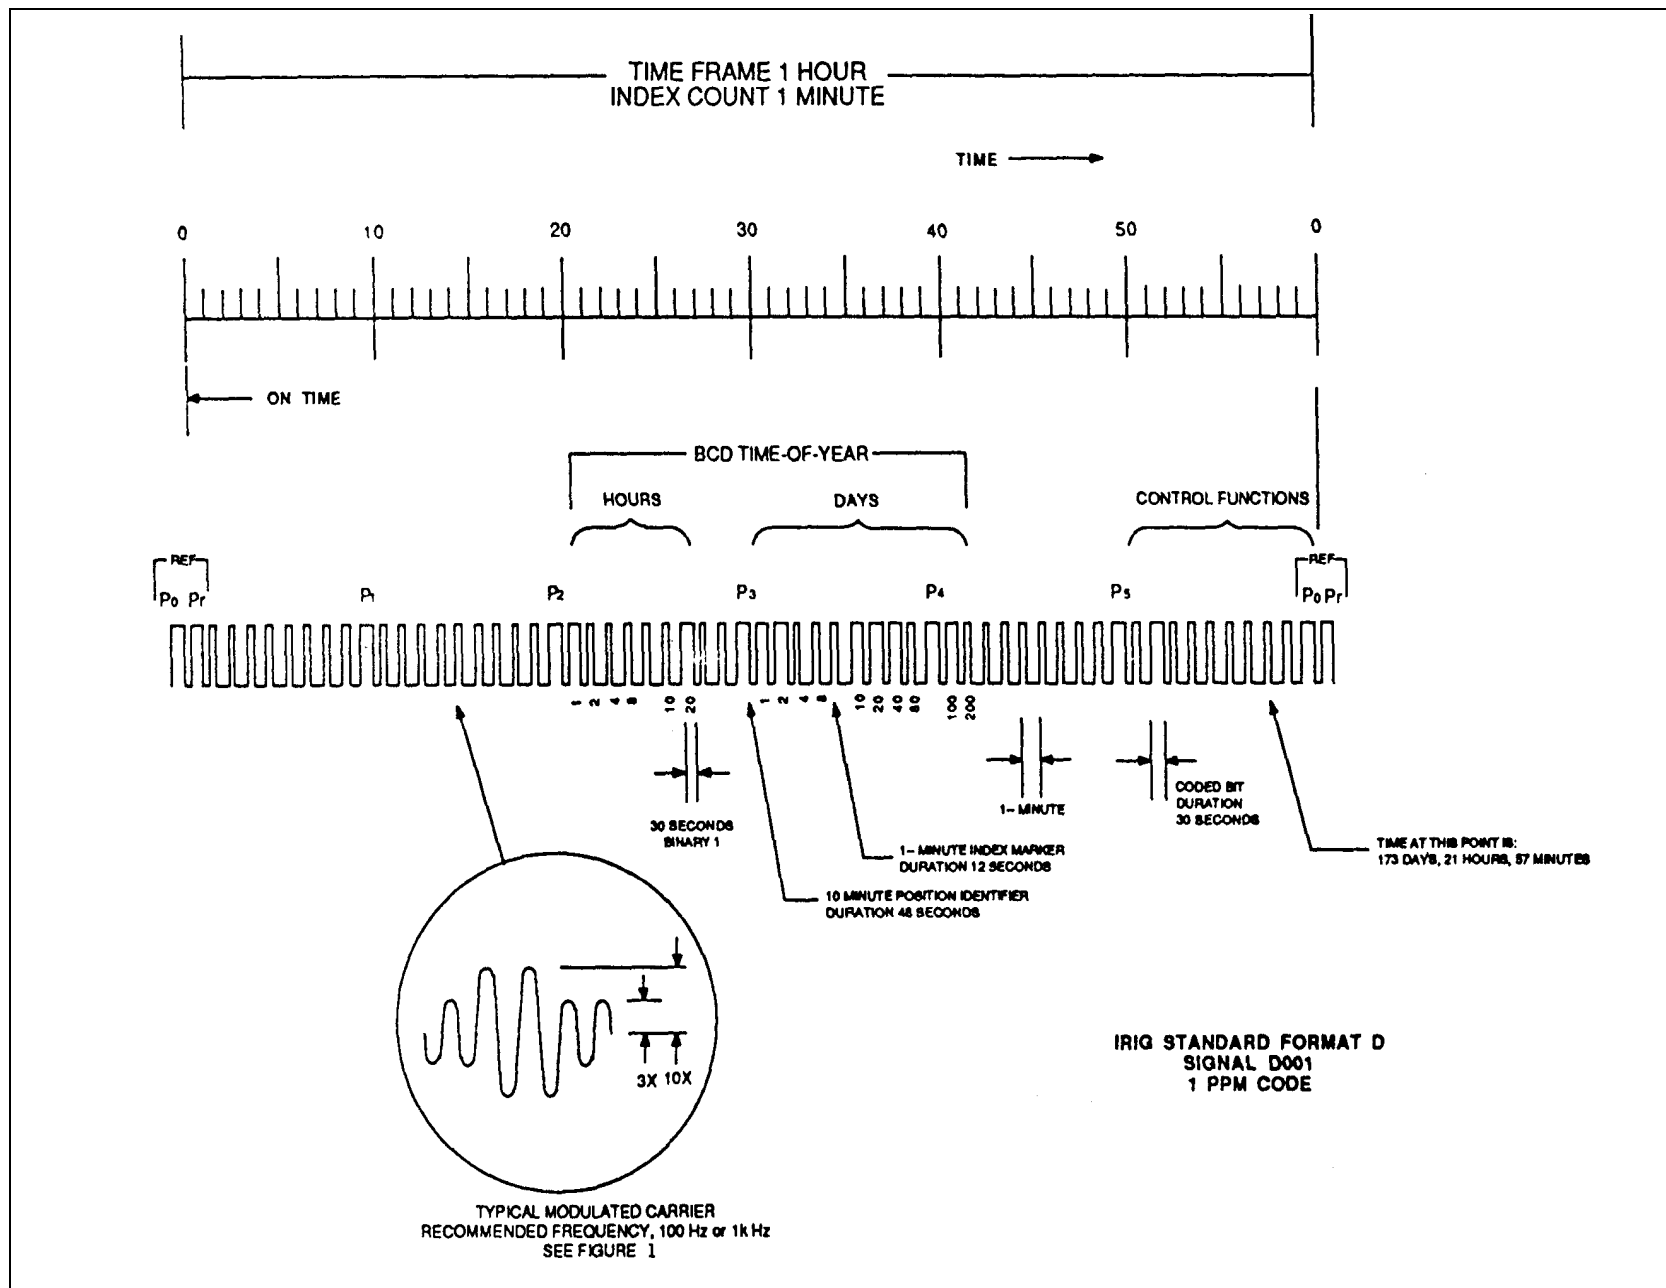 TIME FRAME 1 HOUR
INDEX COUNT 1 MINUTE
TIME
0 10 20 30 40 50 0
ON TIME
BCD TIME-OF-YEAR
HOURS DAYS CONTROL FUNCTIONS
REF REF
P0 Pr P1 P2 P3 P4 P5 P0 Pr
1 2 4 8 10 20 1 2 4 8 10 20 40 80 100 200
30 SECONDS
BINARY 1
1- MINUTE
CODED BIT
DURATION
30 SECONDS
1- MINUTE INDEX MARKER
DURATION 12 SECONDS
TIME AT THIS POINT IS:
173 DAYS, 21 HOURS, 57 MINUTES
10 MINUTE POSITION IDENTIFIER
DURATION 48 SECONDS
3X 10X
IRIG STANDARD FORMAT D
SIGNAL D001
1 PPM CODE
TYPICAL MODULATED CARRIER
RECOMMENDED FREQUENCY, 100 Hz or 1k Hz
SEE FIGURE 1